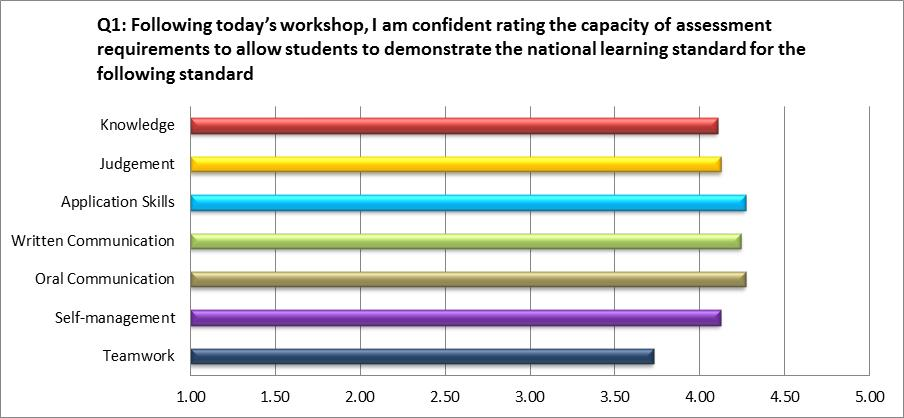 Q1: Following today’s workshop, I am confident rating the capacity of assessment
requirements to allow students to demonstrate the national learning standard for the
following standard
Knowledge
Judgement
Application Skills
Written Communication
Oral Communication
Self-management
Teamwork
1.00 1.50 2.00 2.50 3.00 3.50 4.00 4.50 5.00